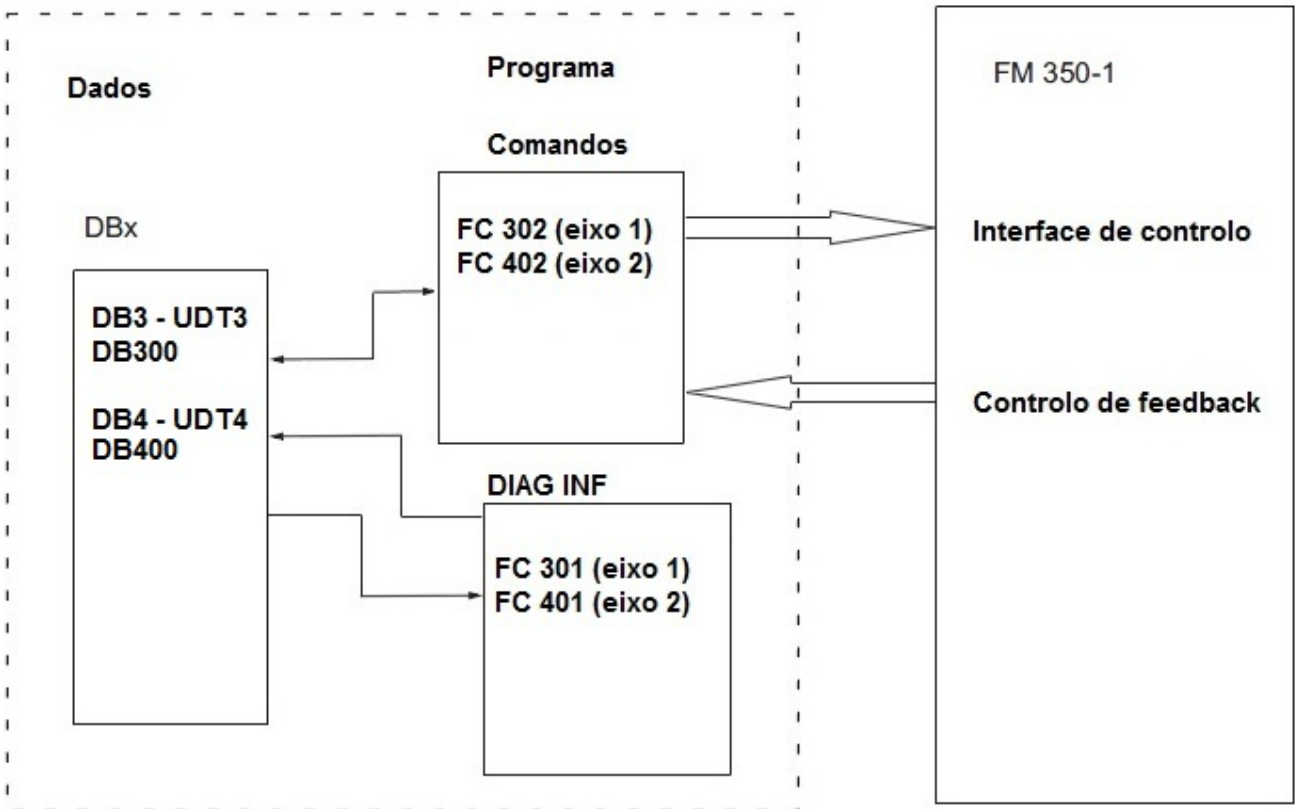 Dados
Programa
Comandos
DBx
DB3 - UDT3
DB300
DB4 - UDT4
DB400
FC 302 (eixo 1)
FC 402 (eixo 2)
DIAG INF
FC 301 (eixo 1)
FC 401 (eixo 2)
FM 350-1
Interface de controlo
Controlo de feedback